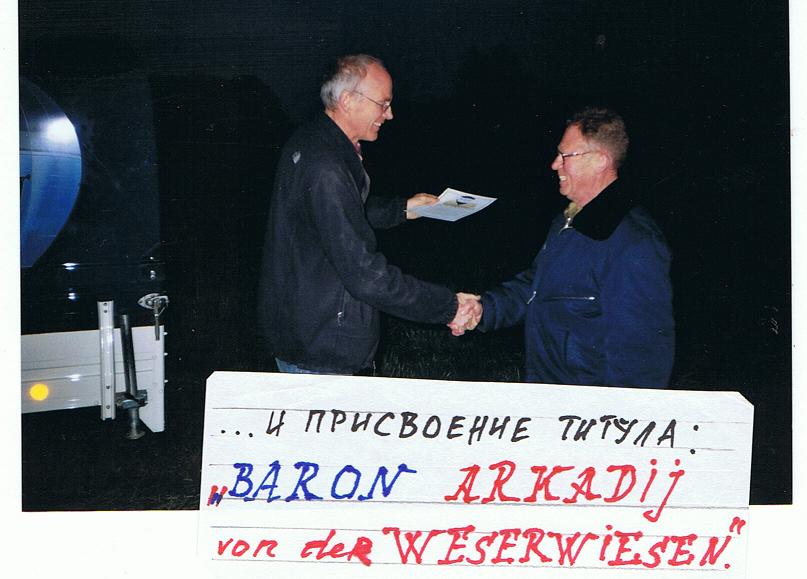 ...И ПРИСВОЕНИЕ ТИТУЛА:
„BARON ARKADIj
von der WESERWiESEN."